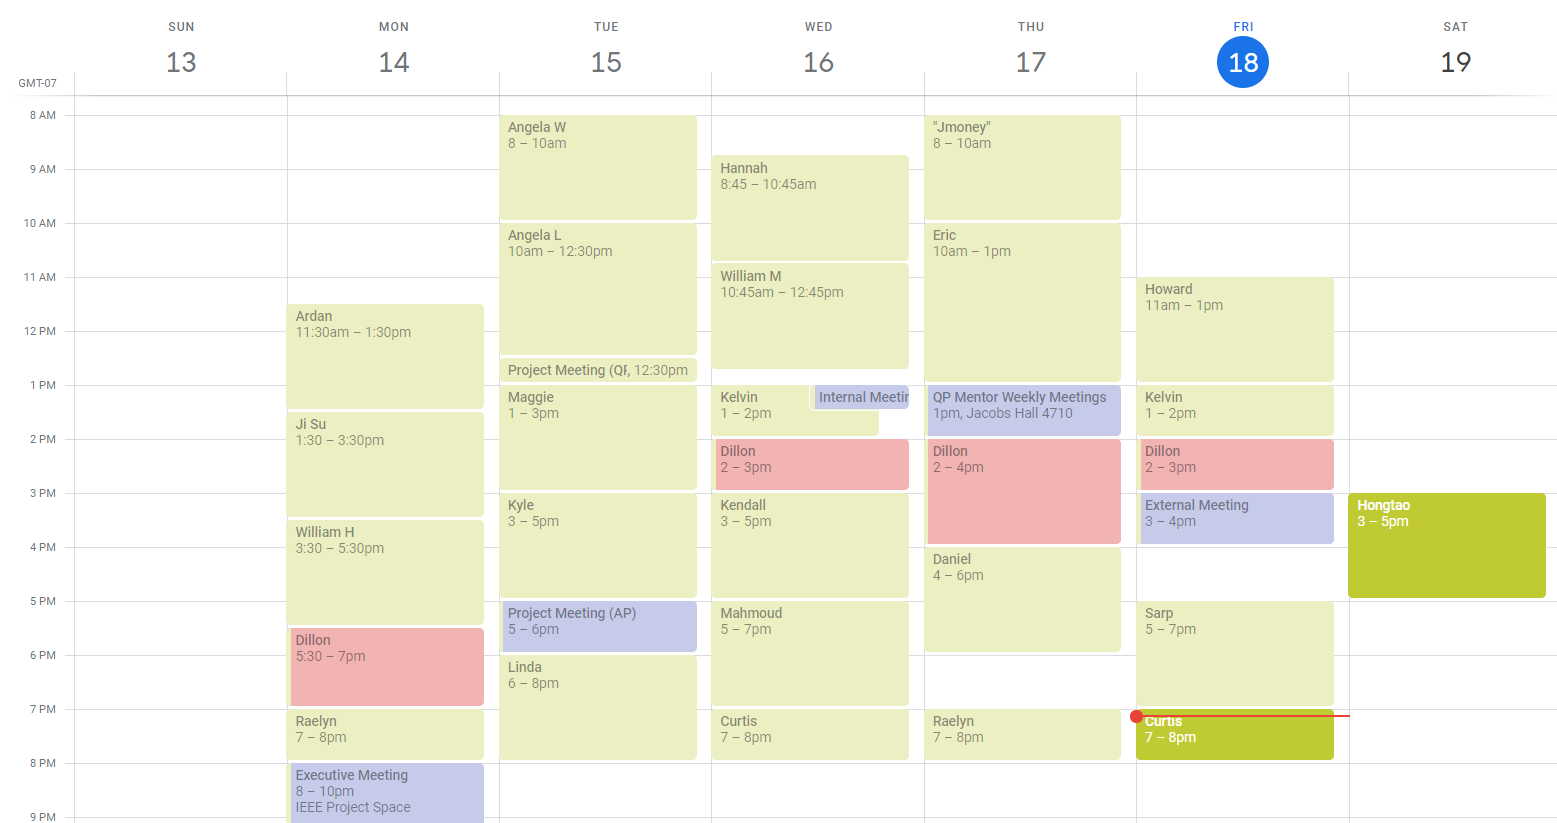 SUN
13
MON
14
TUE
15
WED
16
THU
17
FRI
18
SAT
19
GMT-07
8 AM
9 AM
10 AM
11 AM
12 PM
1 PM
2 PM
3 PM
4 PM
5 PM
6 PM
7 PM
8 PM
9 PM
Ardan
11:30am – 1:30pm
Ji Su
1:30 – 3:30pm
William H
3:30 – 5:30pm
Dillon
5:30 – 7pm
Raelyn
7 – 8pm
Executive Meeting
8 – 10pm
IEEE Project Space
Angela W
8 – 10am
Angela L
10am – 12:30pm
Project Meeting (QP, 12:30pm
Maggie
1 – 3pm
Kyle
3 – 5pm
Project Meeting (AP)
5 – 6pm
Linda
6 – 8pm
Hannah
8:45 – 10:45am
William M
10:45am – 12:45pm
Kelvin
1 – 2pm
Internal Meetin
Dillon
2 – 3pm
Kendall
3 – 5pm
Mahmoud
5 – 7pm
Curtis
7 – 8pm
"Jmoney"
8 – 10am
Eric
10am – 1pm
QP Mentor Weekly Meetings
1pm, Jacobs Hall 4710
Dillon
2 – 4pm
Daniel
4 – 6pm
Raelyn
7 – 8pm
Howard
11am – 1pm
Kelvin
1 – 2pm
Dillon
2 – 3pm
External Meeting
3 – 4pm
Sarp
5 – 7pm
Curtis
7 – 8pm
Hongtao
3 – 5pm